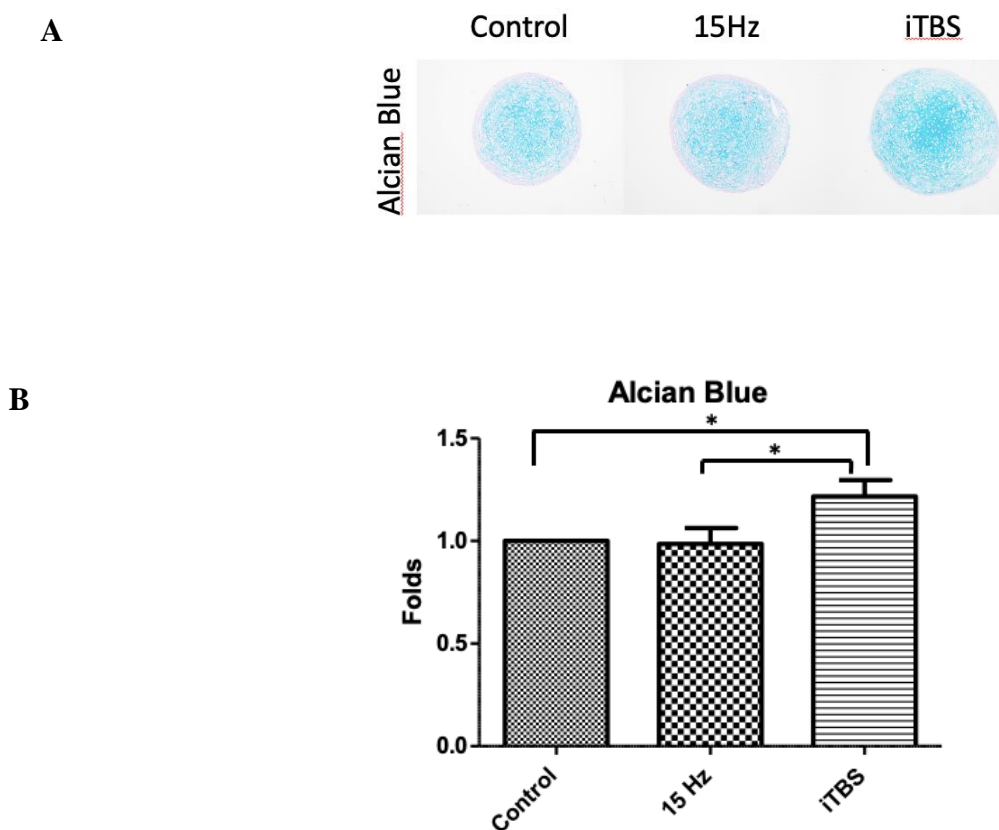 A
Control 15Hz iTBS
Alcian Blue
B
Alcian Blue
*
*
1.5
1.0
0.5
0.0
Folds
Control
15 Hz
iTBS